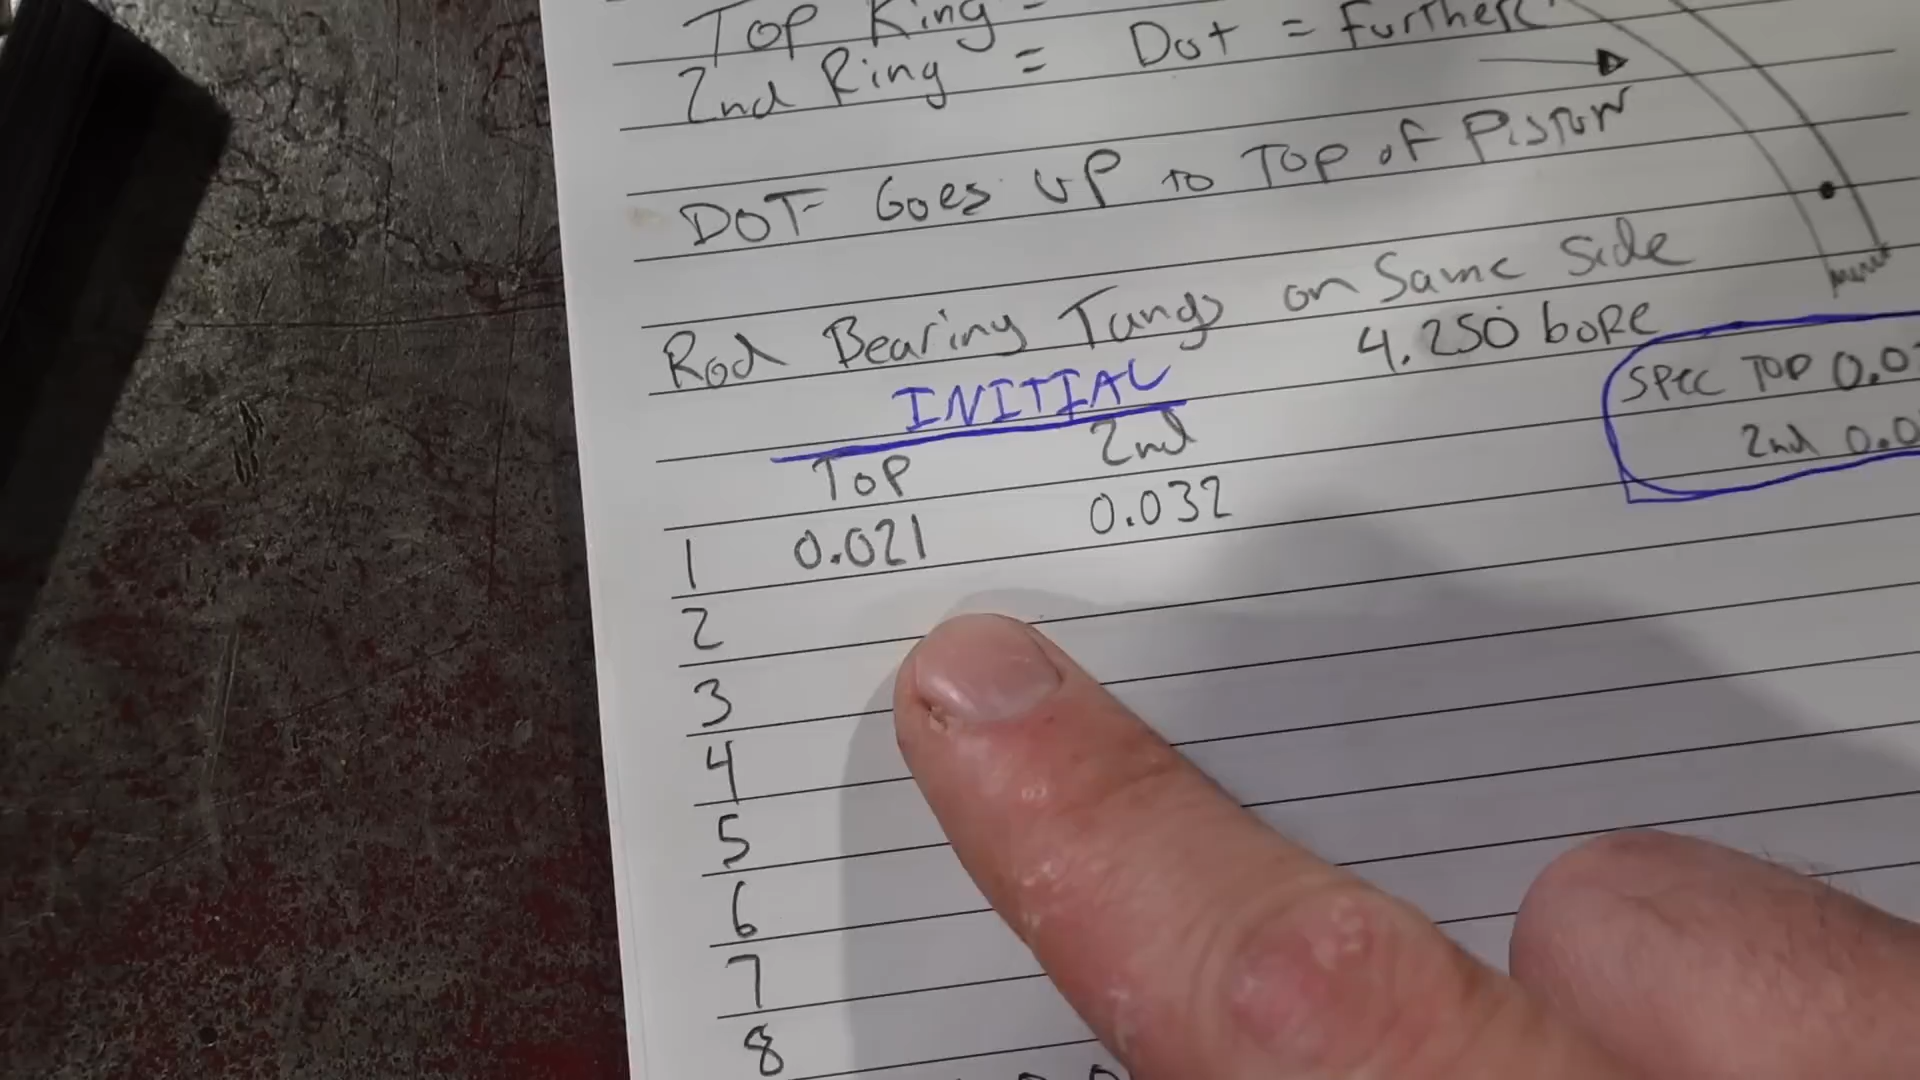 Top Ring =
2nd Ring = Dot = Further
DOT Goes UP to TOP of Piston
Rod Bearing Tangs on Same Side
4.250 bore
INITIAL
SPEC TOP 0.0
2nd 0.0
TOP 2nd
1 0.021 0.032
2
3
4
5
6
7
8